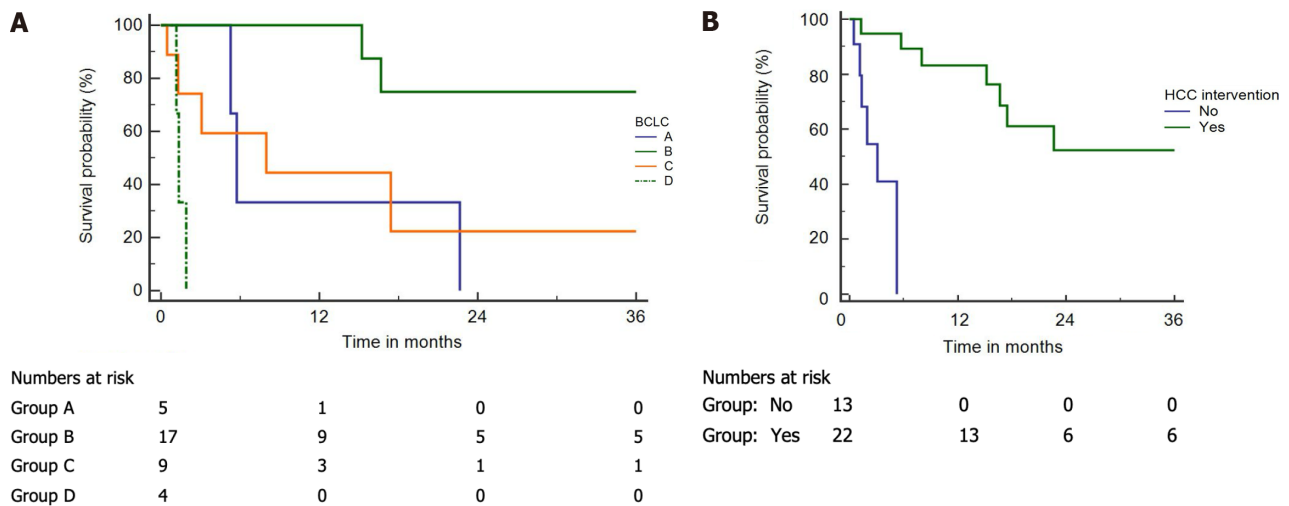 A
100
80
60
40
20
0
Survival probability (%)
0 12 24 36
Time in months
BCLC
A
B
C
D
Numbers at risk
Group A 5 1 0 0
Group B 17 9 5 5
Group C 9 3 1 1
Group D 4 0 0 0
B
100
80
60
40
20
0
Survival probability (%)
0 12 24 36
Time in months
HCC intervention
No
Yes
Numbers at risk
Group: No 13 0 0 0
Group: Yes 22 13 6 6